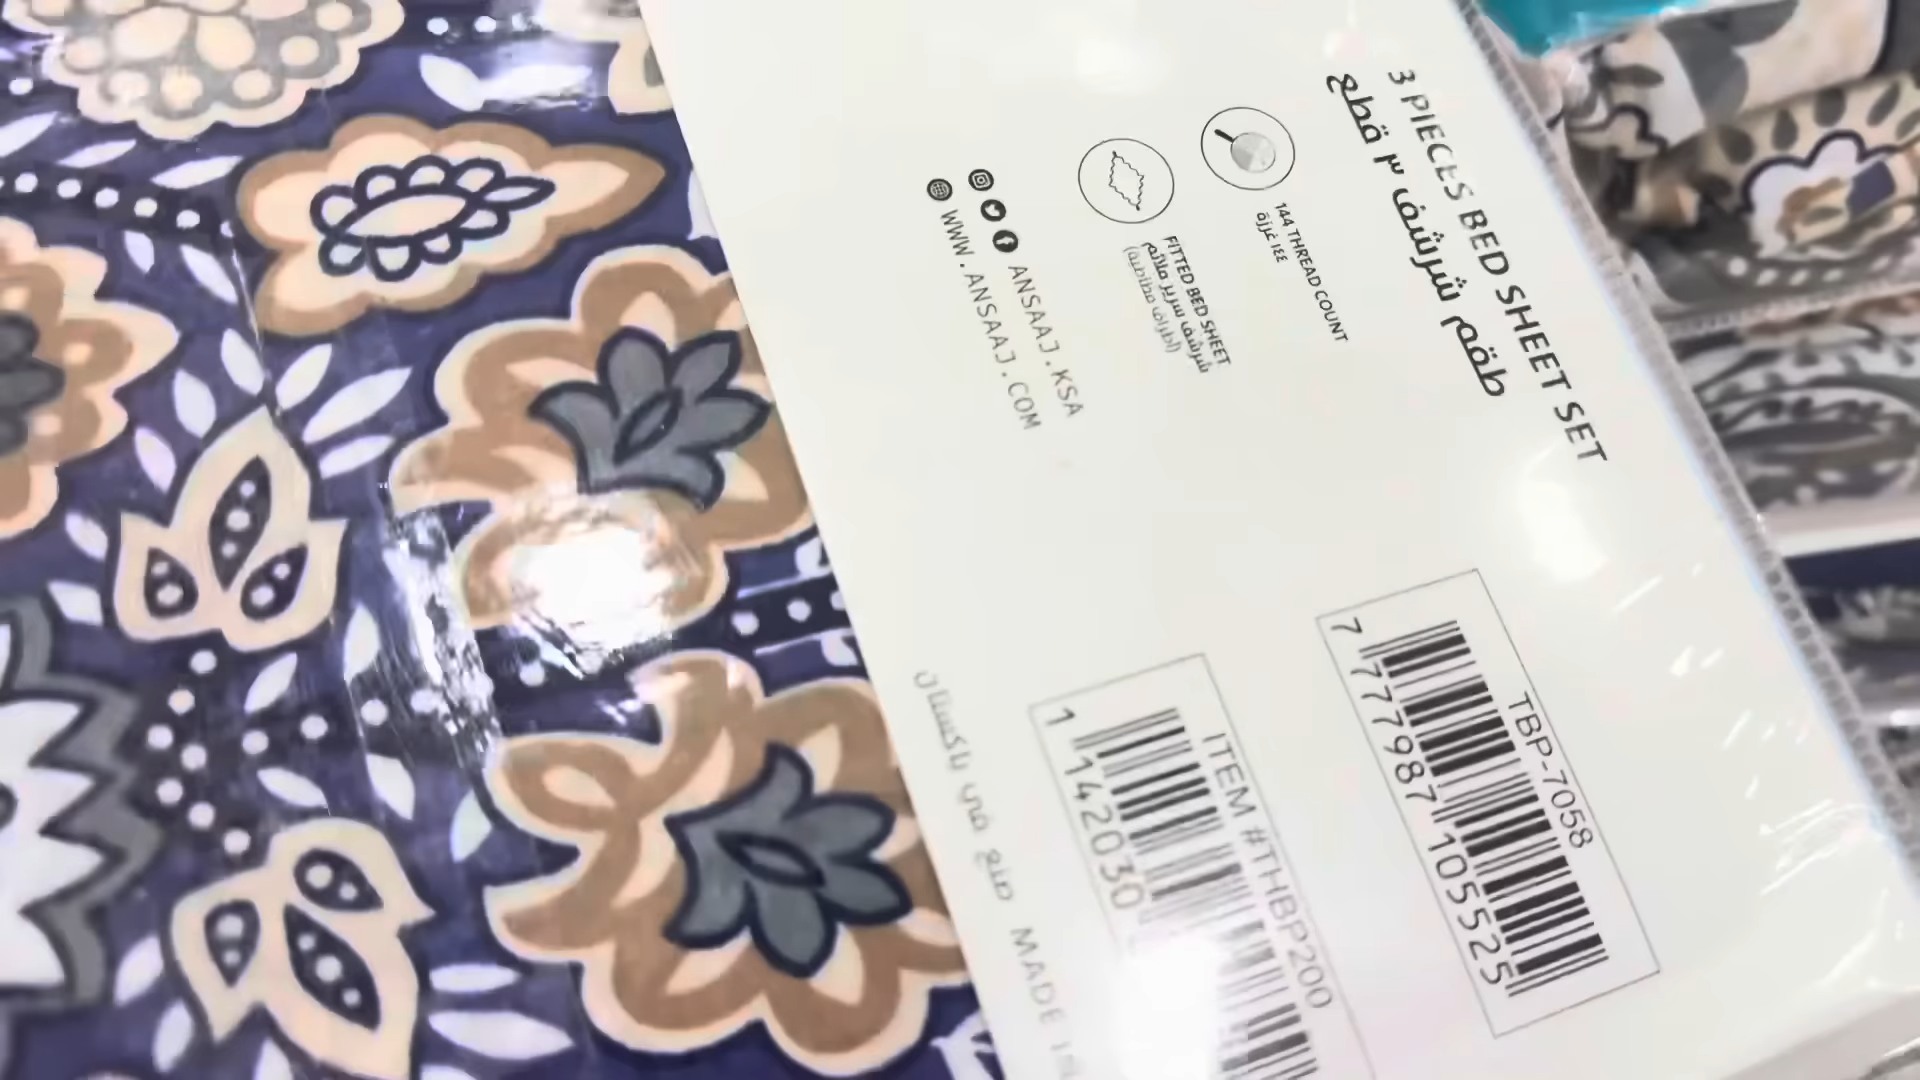 3 PIECES BED SHEET SET
طقم شرشف ٣ قطع
144 THREAD COUNT
١٤٤ غرزة
FITTED BED SHEET
شرشف سرير ملائم
(اطراف مطاطية)
ANSAAJ.KSA
WWW.ANSAAJ.COM
TBP-7058
7 777987 105525
ITEM #THBP200
1 142030
صنع في باكستان MADE IN